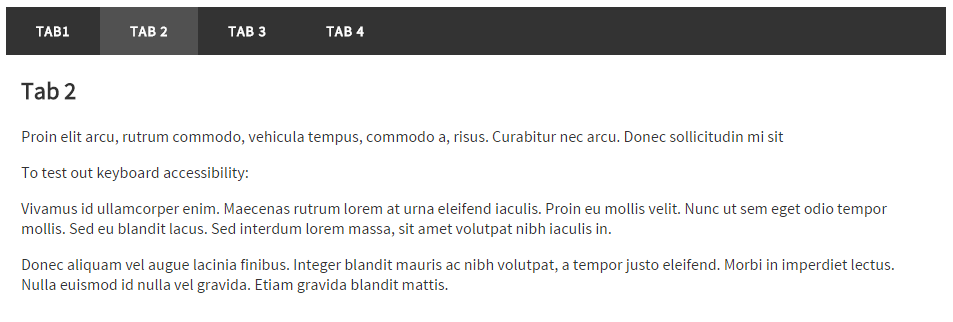 TAB1 TAB 2 TAB 3 TAB 4
Tab 2
Proin elit arcu, rutrum commodo, vehicula tempus, commodo a, risus. Curabitur nec arcu. Donec sollicitudin mi sit
To test out keyboard accessibility:
Vivamus id ullamcorper enim. Maecenas rutrum lorem at urna eleifend iaculis. Proin eu mollis velit. Nunc ut sem eget odio tempor
mollis. Sed eu blandit lacus. Sed interdum lorem massa, sit amet volutpat nibh iaculis in.
Donec aliquam vel augue lacinia finibus. Integer blandit mauris ac nibh volutpat, a tempor justo eleifend. Morbi in imperdiet lectus.
Nulla euismod id nulla vel gravida. Etiam gravida blandit mattis.